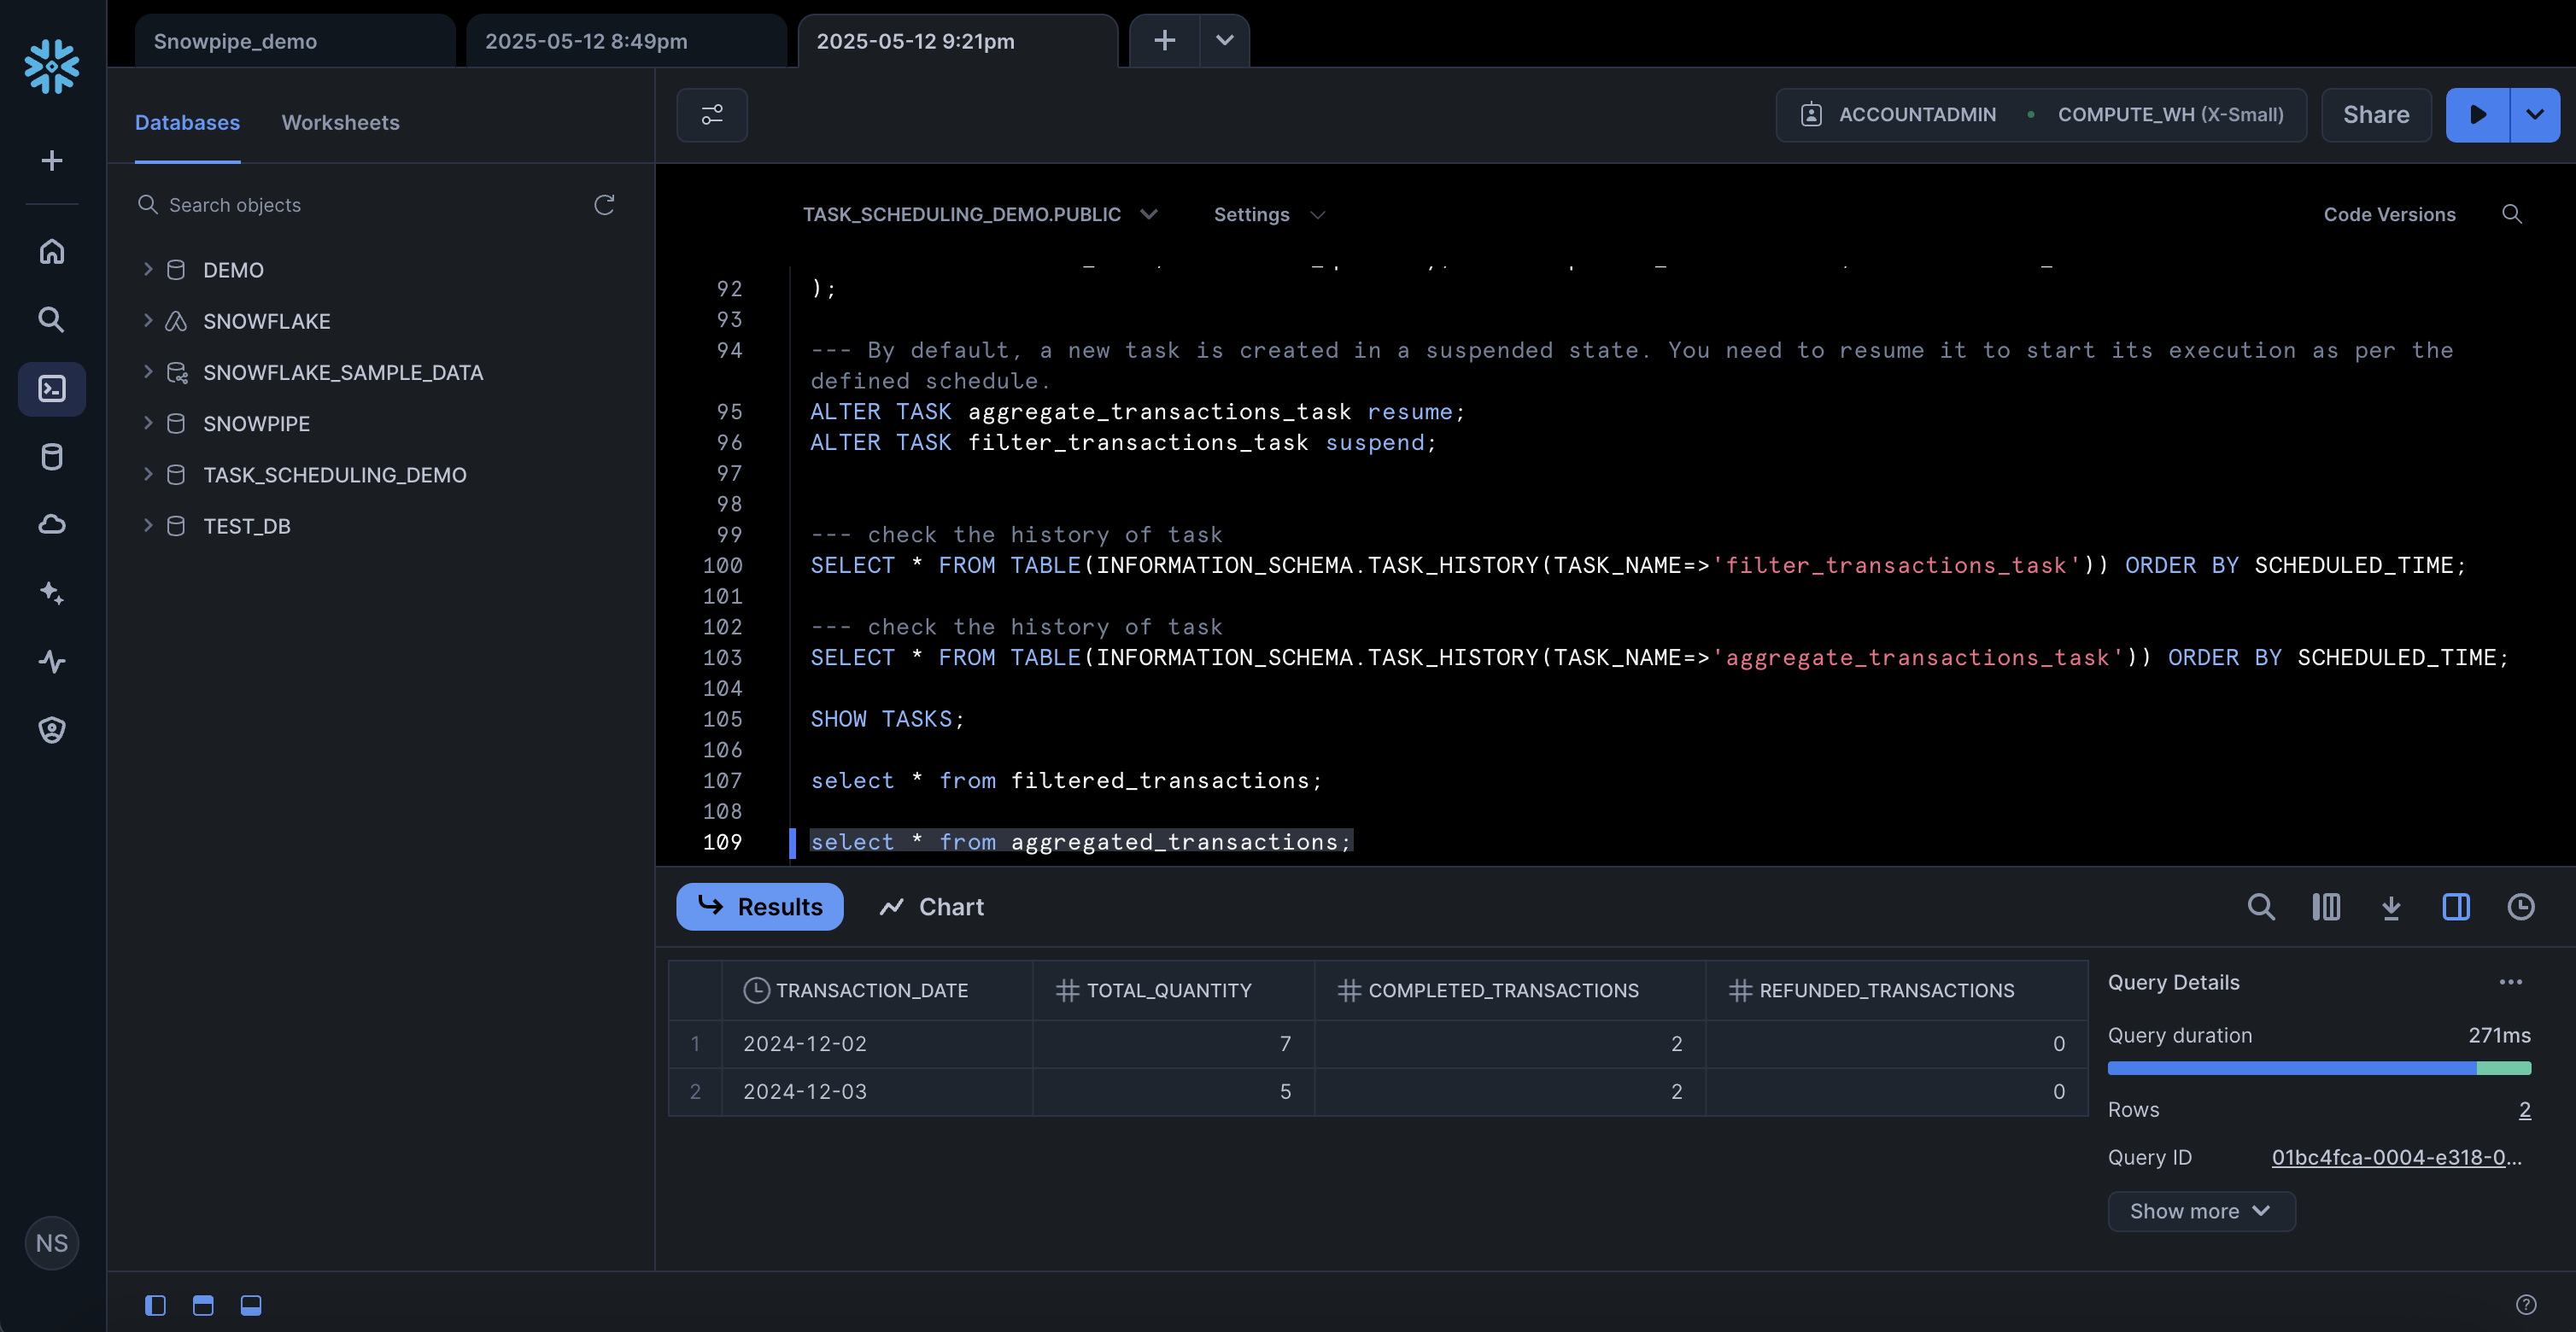 Snowpipe_demo
2025-05-12 8:49pm
2025-05-12 9:21pm
Databases
Worksheets
ACCOUNTADMIN
COMPUTE_WH (X-Small)
Share
Search objects
DEMO
SNOWFLAKE
SNOWFLAKE_SAMPLE_DATA
SNOWPIPE
TASK_SCHEDULING_DEMO
TEST_DB
NS
TASK_SCHEDULING_DEMO.PUBLIC
Settings
Code Versions
92 );
93
94 --- By default, a new task is created in a suspended state. You need to resume it to start its execution as per the
defined schedule.
95 ALTER TASK aggregate_transactions_task resume;
96 ALTER TASK filter_transactions_task suspend;
97
98
99 --- check the history of task
100 SELECT * FROM TABLE(INFORMATION_SCHEMA.TASK_HISTORY(TASK_NAME=>'filter_transactions_task')) ORDER BY SCHEDULED_TIME;
101
102 --- check the history of task
103 SELECT * FROM TABLE(INFORMATION_SCHEMA.TASK_HISTORY(TASK_NAME=>'aggregate_transactions_task')) ORDER BY SCHEDULED_TIME;
104
105 SHOW TASKS;
106
107 select * from filtered_transactions;
108
109 select * from aggregated_transactions;
Results
Chart
TRANSACTION_DATE TOTAL_QUANTITY COMPLETED_TRANSACTIONS REFUNDED_TRANSACTIONS
1 2024-12-02 7 2 0
2 2024-12-03 5 2 0
Query Details
Query duration 271ms
Rows 2
Query ID 01bc4fca-0004-e318-0...
Show more